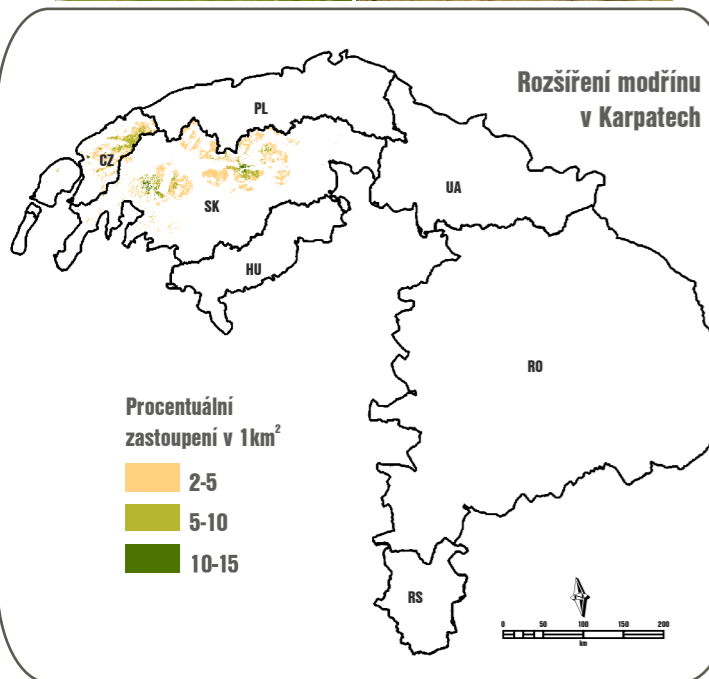 Rozšíření modřínu
v Karpatech
PL
CZ
SK
UA
HU
RO
Procentuální
zastoupení v 1km²
2-5
5-10
10-15
RS
0 50 100 150 200
km